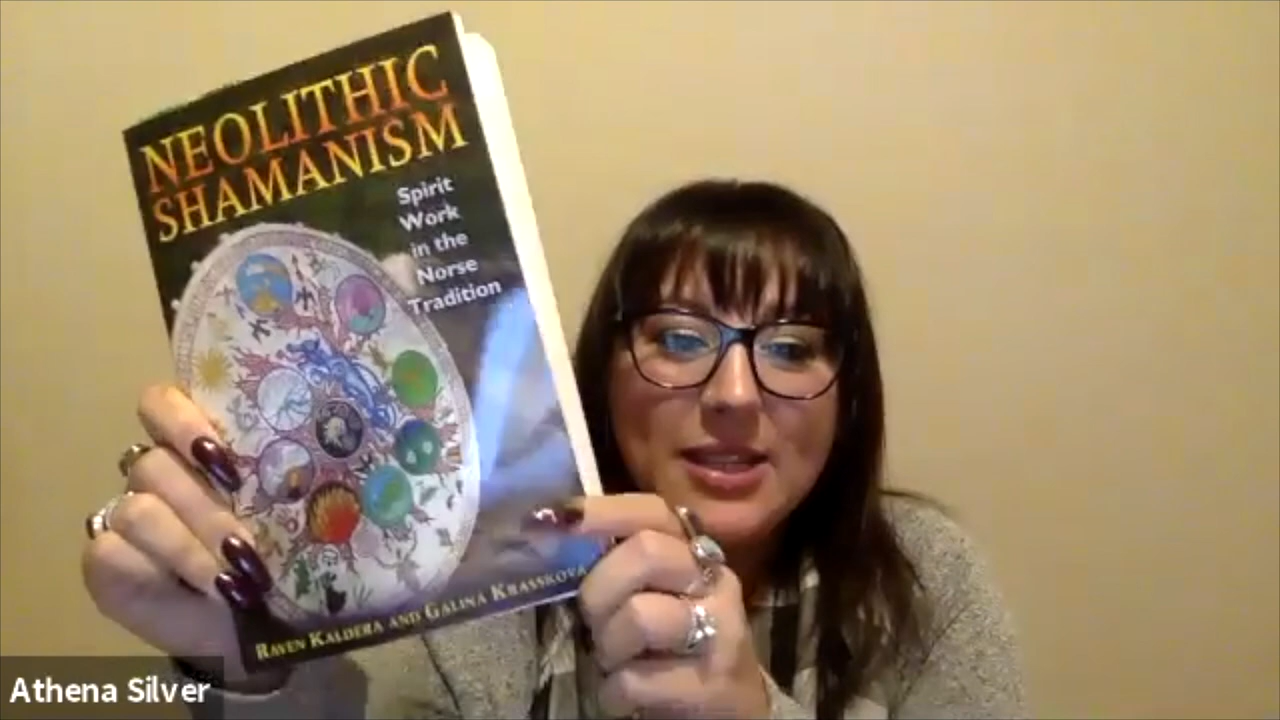 NEOLITHIC
SHAMANISM
Spirit
Work
in the
Norse
Tradition
RAVEN KALDERA AND GALINA KRASSKOVA
Athena Silver